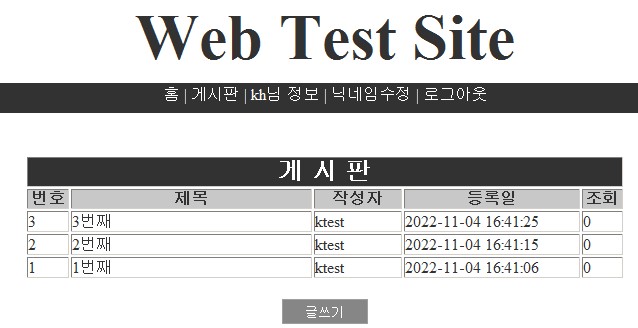 Web Test Site
홈 | 게시판 | kh님 정보 | 닉네임수정 | 로그아웃
게 시 판
번호 제목 작성자 등록일 조회
3 3번째 ktest 2022-11-04 16:41:25 0
2 2번째 ktest 2022-11-04 16:41:15 0
1 1번째 ktest 2022-11-04 16:41:06 0
글쓰기